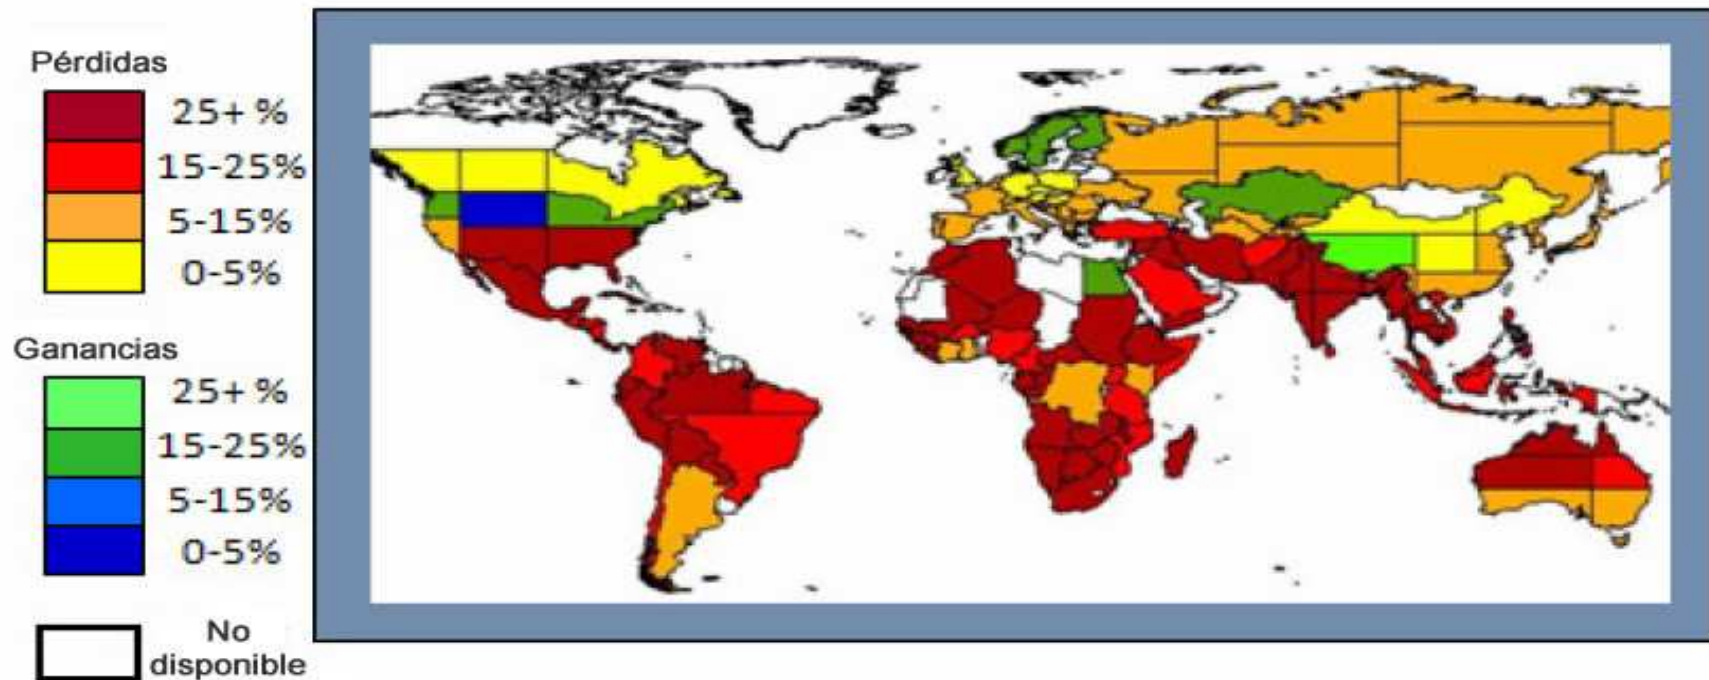 Pérdidas
25+ %
15-25%
5-15%
0-5%
Ganancias
25+ %
15-25%
5-15%
0-5%
No
disponible